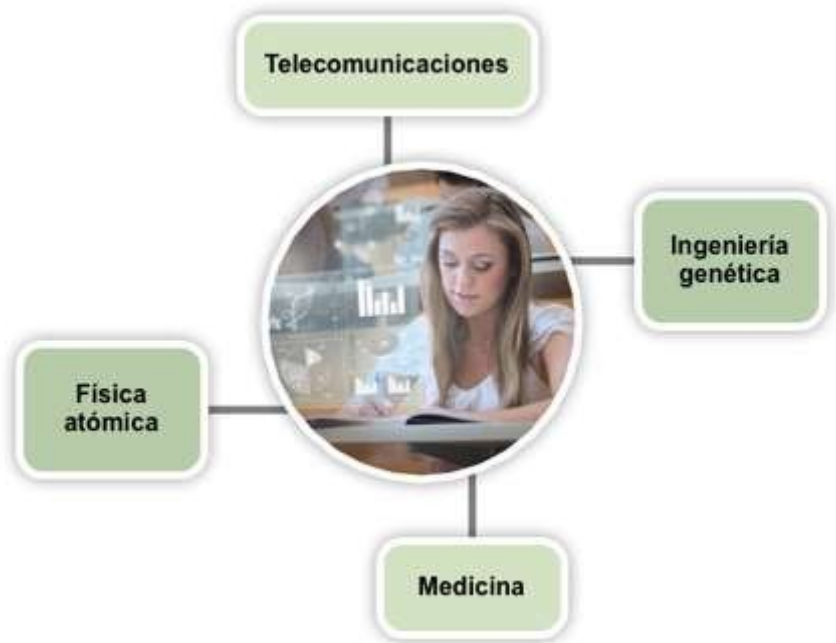 Telecomunicaciones
Ingeniería
genética
Física
atómica
Medicina